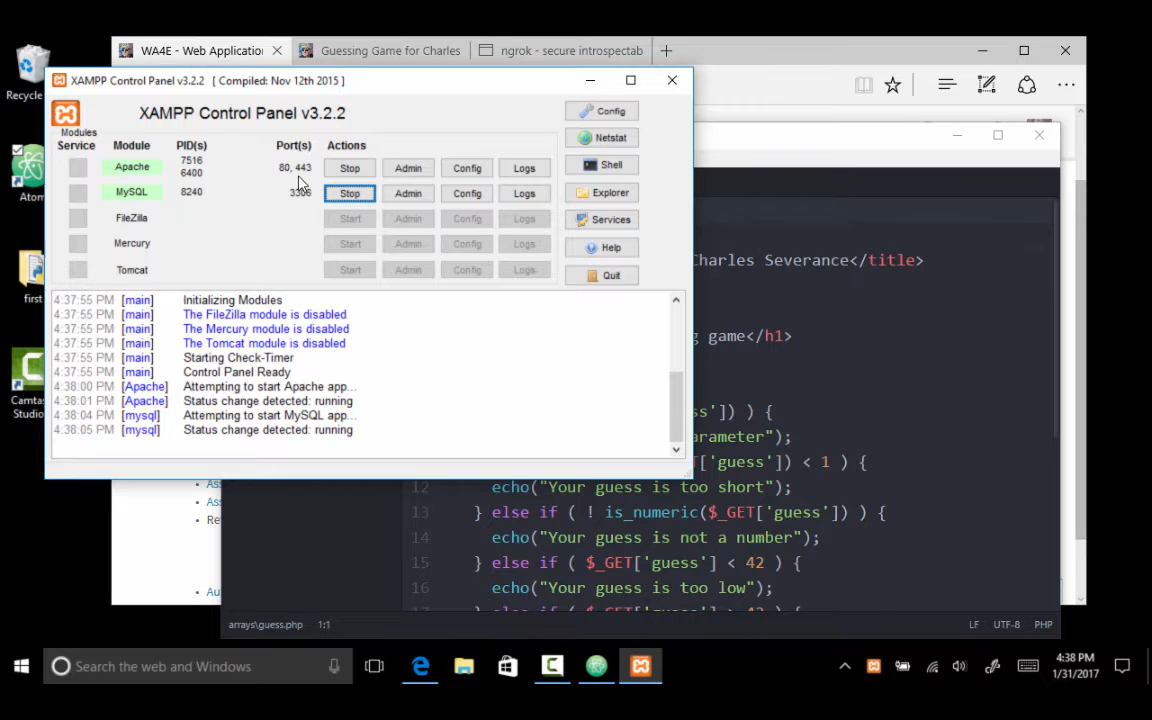 WA4E - Web Application
Guessing Game for Charles
ngrok - secure introspectab
XAMPP Control Panel v3.2.2 [ Compiled: Nov 12th 2015 ]
Recycle
XAMPP Control Panel v3.2.2
Config
Modules
Service Module PID(s) Port(s) Actions
Netstat
Apache 7516
6400 80, 443 Stop Admin Config Logs
Shell
MySQL 8240 3306 Stop Admin Config Logs
Explorer
Atom
FileZilla Start Admin Config Logs
Services
Mercury Start Admin Config Logs
Help
Tomcat Start Admin Config Logs
Quit
first
Charles Severance</title>
4:37:55 PM [main] Initializing Modules
4:37:55 PM [main] The FileZilla module is disabled
4:37:55 PM [main] The Mercury module is disabled
4:37:55 PM [main] The Tomcat module is disabled
4:37:55 PM [main] Starting Check-Timer
4:37:55 PM [main] Control Panel Ready
4:38:00 PM [Apache] Attempting to start Apache app...
4:38:01 PM [Apache] Status change detected: running
4:38:04 PM [mysql] Attempting to start MySQL app...
4:38:05 PM [mysql] Status change detected: running
Camtas
Studio
g game</h1>
ss']) ) {
arameter");
['guess']) < 1 ) {
12 echo("Your guess is too short");
13 } else if ( ! is_numeric($_GET['guess']) ) {
14 echo("Your guess is not a number");
15 } else if ( $_GET['guess'] < 42 ) {
16 echo("Your guess is too low");
Ass
Ass
Re
Au
arrays\guess.php 1:1 LF UTF-8 PHP
Search the web and Windows
4:38 PM
1/31/2017